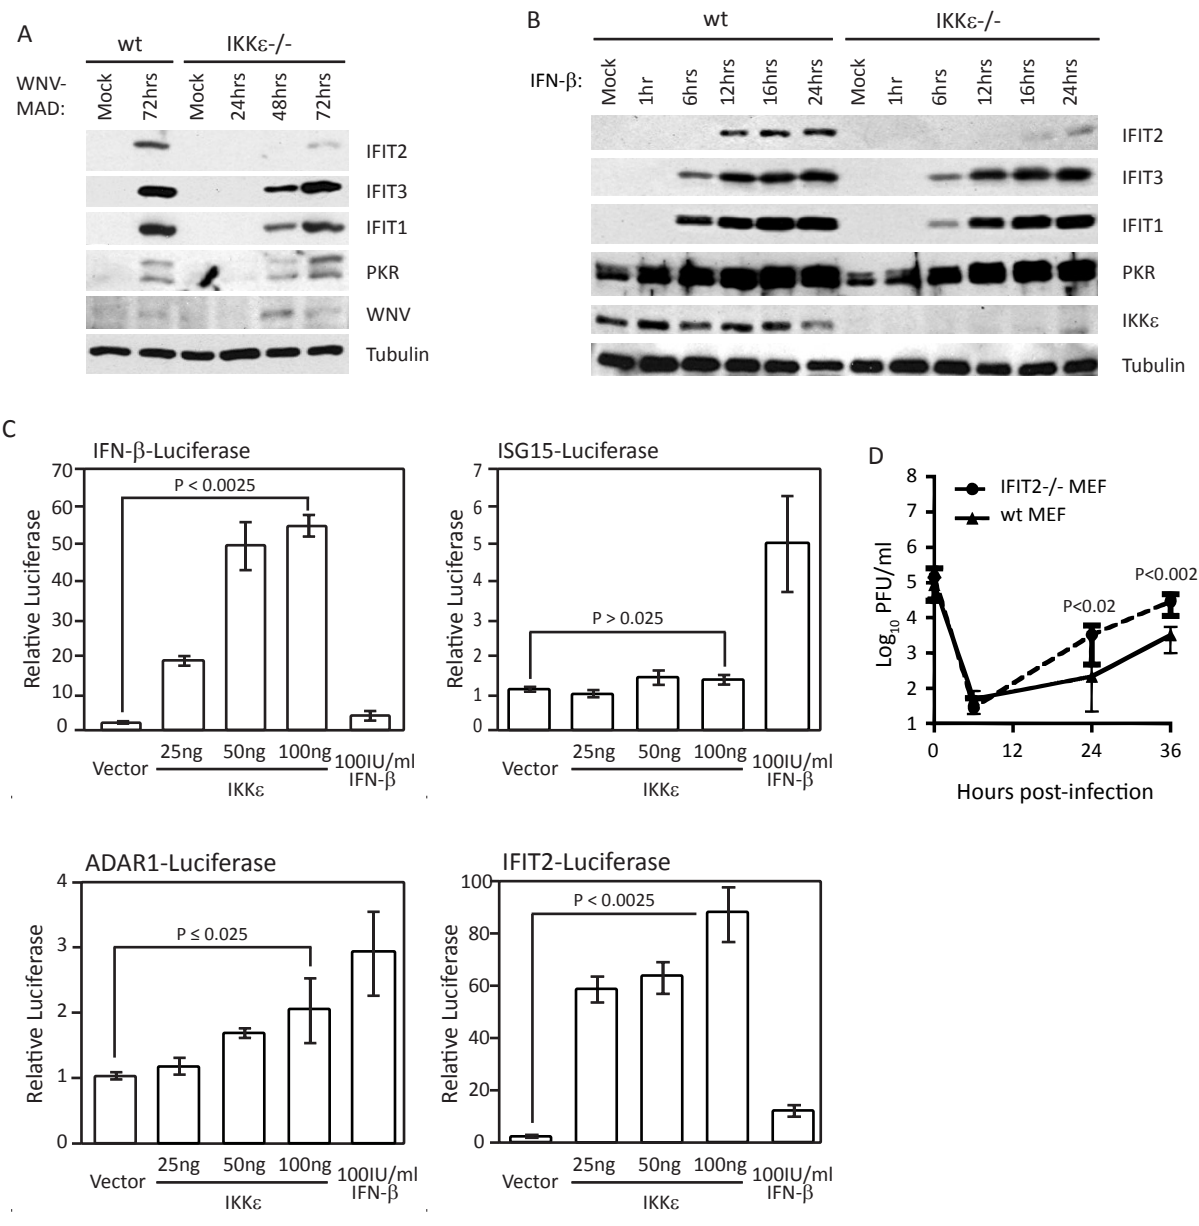 A
wt
IKKε-/-
WNV-
MAD:
Mock
72hrs
Mock
24hrs
48hrs
72hrs
IFIT2
IFIT3
IFIT1
PKR
WNV
Tubulin
B
wt
IKKε-/-
IFN-β:
Mock
1hr
6hrs
12hrs
16hrs
24hrs
Mock
1hr
6hrs
12hrs
16hrs
24hrs
IFIT2
IFIT3
IFIT1
PKR
IKKε
Tubulin
C
IFN-β-Luciferase
Relative Luciferase
70
60
50
40
30
20
10
0
P < 0.0025
Vector
25ng 50ng 100ng
IKKε
100IU/ml
IFN-β
ISG15-Luciferase
Relative Luciferase
7
6
5
4
3
2
1
0
P > 0.025
Vector
25ng 50ng 100ng
IKKε
100IU/ml
IFN-β
D
IFIT2-/- MEF
wt MEF
Log10 PFU/ml
8
7
6
5
4
3
2
1
P<0.02
P<0.002
0 12 24 36
Hours post-infection
ADAR1-Luciferase
Relative Luciferase
4
3
2
1
0
P ≤ 0.025
Vector
25ng 50ng 100ng
IKKε
100IU/ml
IFN-β
IFIT2-Luciferase
Relative Luciferase
100
80
60
40
20
0
P < 0.0025
Vector
25ng 50ng 100ng
IKKε
100IU/ml
IFN-β